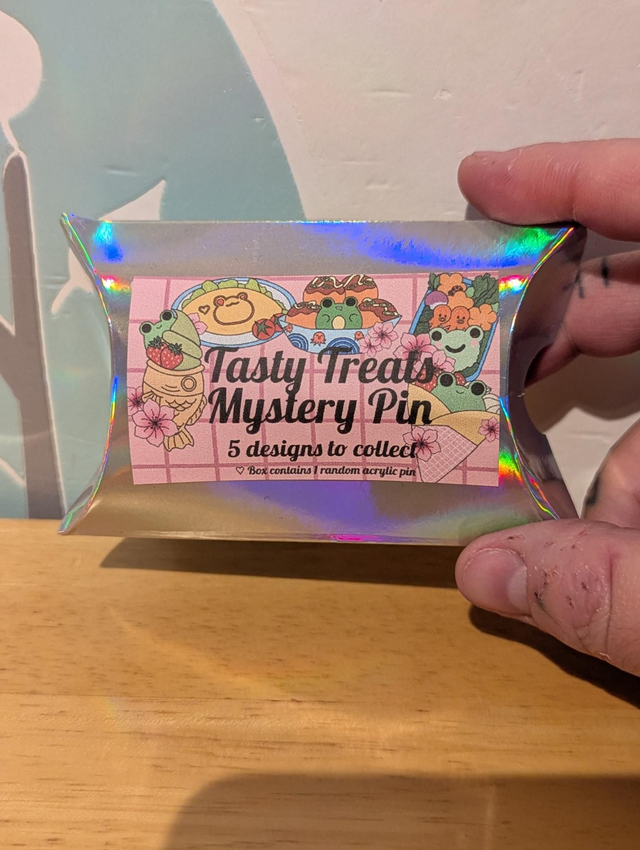 Tasty Treats
Mystery Pin
5 designs to collect
♡ Box contains 1 random acrylic pin